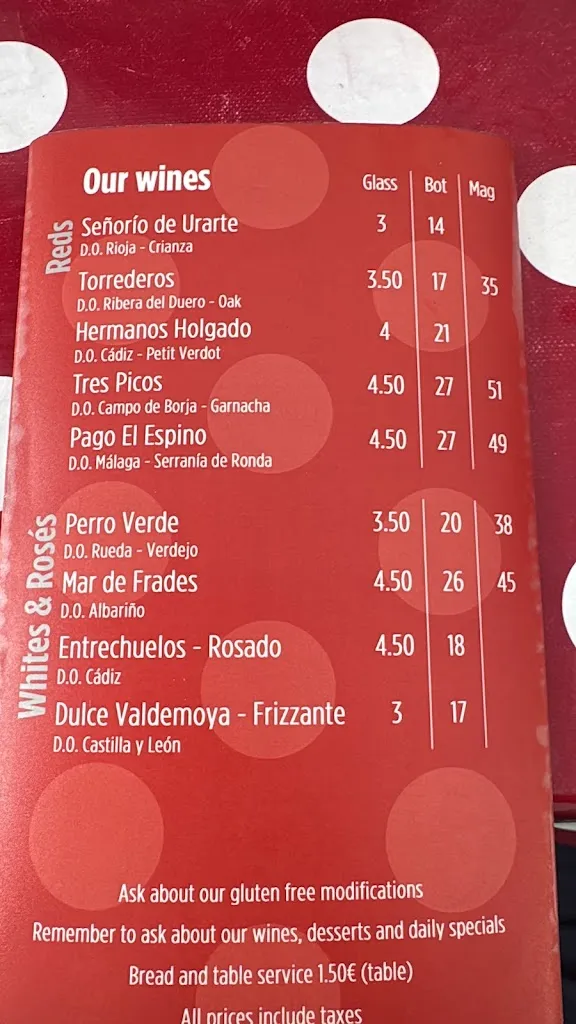 Our wines Glass Bot Mag
Reds
Señorío de Urarte 3 14
D.O. Rioja - Crianza
Torrederos 3.50 17 35
D.O. Ribera del Duero - Oak
Hermanos Holgado 4 21
D.O. Cádiz - Petit Verdot
Tres Picos 4.50 27 51
D.O. Campo de Borja - Garnacha
Pago El Espino 4.50 27 49
D.O. Málaga - Serranía de Ronda
Whites & Rosés
Perro Verde 3.50 20 38
D.O. Rueda - Verdejo
Mar de Frades 4.50 26 45
D.O. Albariño
Entrechuelos - Rosado 4.50 18
D.O. Cádiz
Dulce Valdemoya - Frizzante 3 17
D.O. Castilla y León
Ask about our gluten free modifications
Remember to ask about our wines, desserts and daily specials
Bread and table service 1.50€ (table)
All prices include taxes